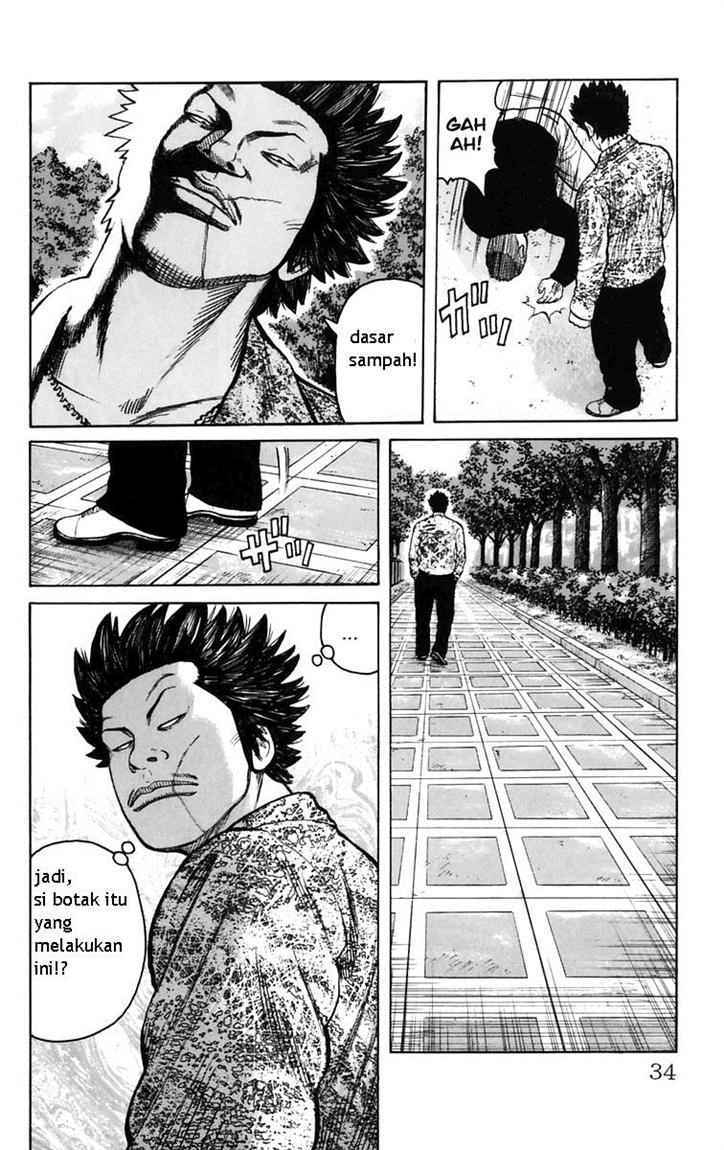 GAH
AH!
ガッ
dasar
sampah!
ザッ
...
jadi,
si botak itu
yang
melakukan
ini!?
34